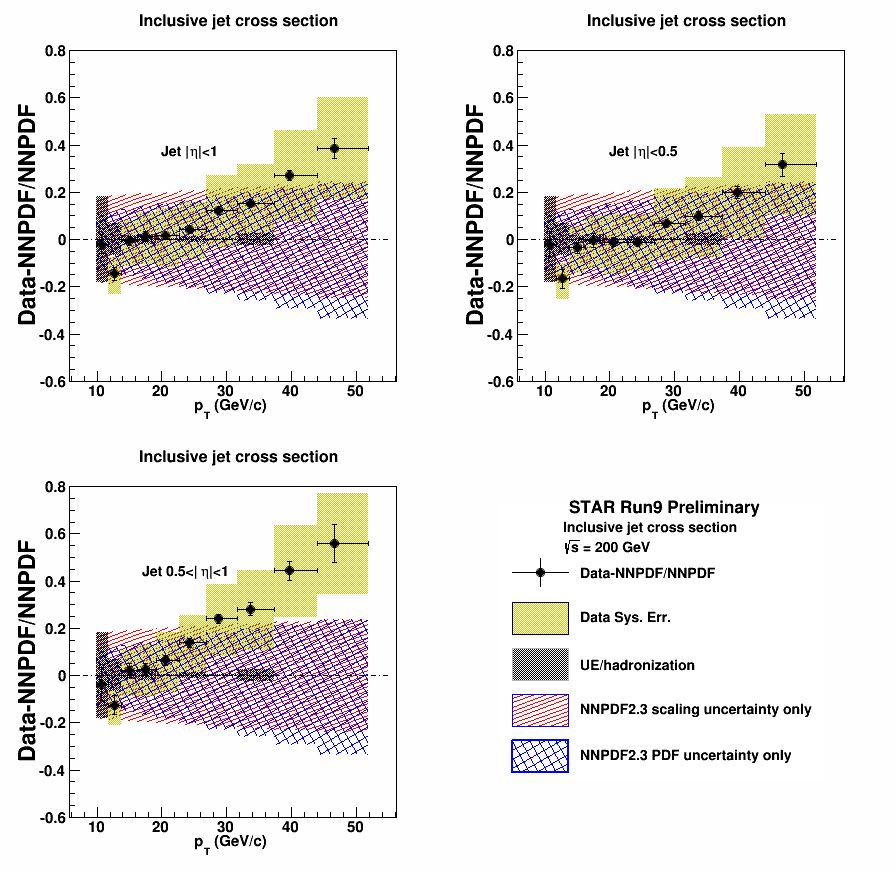 Inclusive jet cross section
Data-NNPDF/NNPDF
0.8
0.6
0.4
0.2
0
-0.2
-0.4
-0.6
Jet |η|<1
10 20 30 40 50
p_T (GeV/c)
Inclusive jet cross section
Data-NNPDF/NNPDF
0.8
0.6
0.4
0.2
0
-0.2
-0.4
-0.6
Jet |η|<0.5
10 20 30 40 50
p_T (GeV/c)
Inclusive jet cross section
Data-NNPDF/NNPDF
0.8
0.6
0.4
0.2
0
-0.2
-0.4
-0.6
Jet 0.5<| η|<1
10 20 30 40 50
p_T (GeV/c)
STAR Run9 Preliminary
Inclusive jet cross section
√s = 200 GeV
Data-NNPDF/NNPDF
Data Sys. Err.
UE/hadronization
NNPDF2.3 scaling uncertainty only
NNPDF2.3 PDF uncertainty only